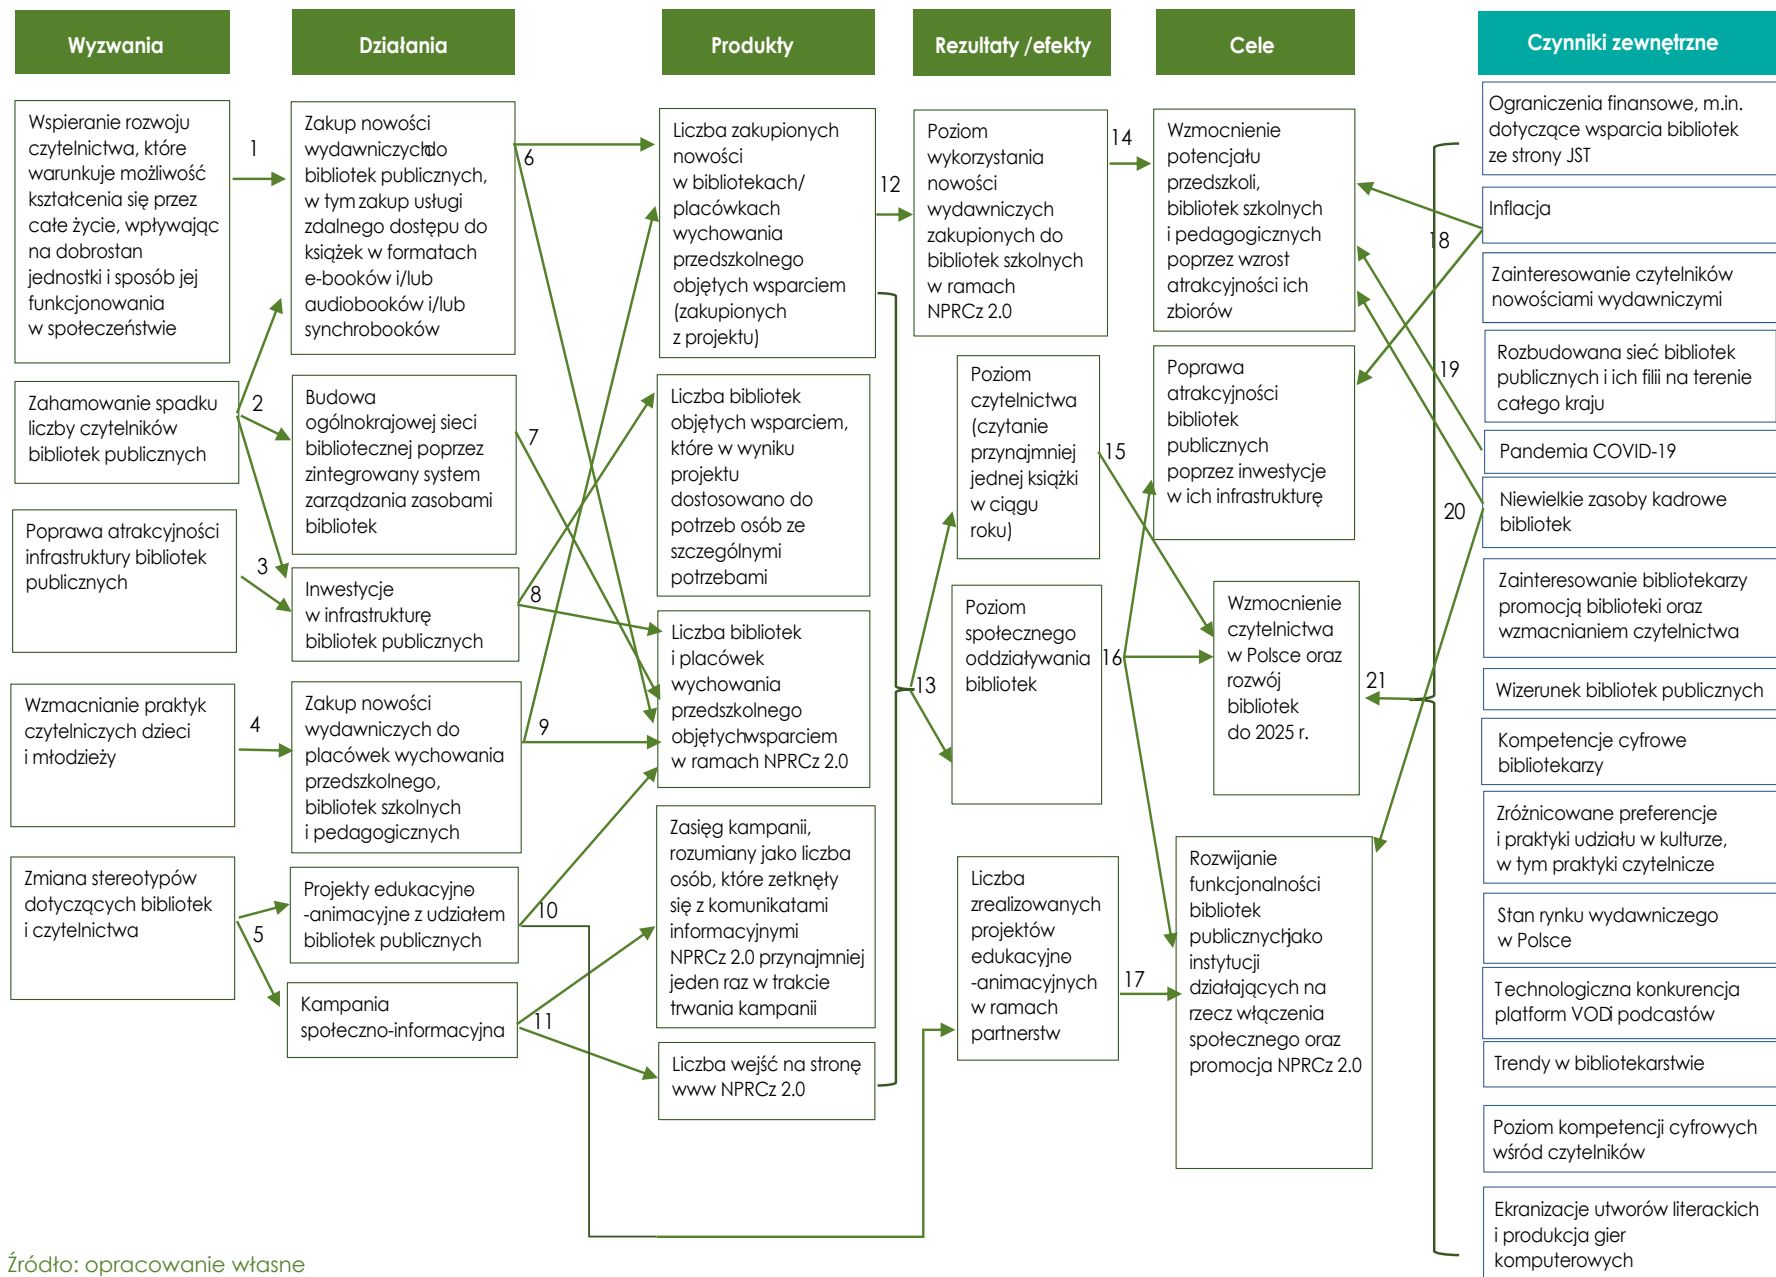 Wyzwania
Działania
Produkty
Rezultaty /efekty
Cele
Czynniki zewnętrzne
Wspieranie rozwoju
czytelnictwa, które
warunkuje możliwość
kształcenia się przez
całe życie, wpływając
na dobrostan
jednostki i sposób jej
funkcjonowania
w społeczeństwie
Zahamowanie spadku
liczby czytelników
bibliotek publicznych
Poprawa atrakcyjności
infrastruktury bibliotek
publicznych
Wzmacnianie praktyk
czytelniczych dzieci
i młodzieży
Zmiana stereotypów
dotyczących bibliotek
i czytelnictwa
1
2
3
4
5
Zakup nowości
wydawniczych do
bibliotek publicznych,
w tym zakup usługi
zdalnego dostępu do
książek w formatach
e-booków i/lub
audiobooków i/lub
synchrobooków
Budowa
ogólnokrajowej sieci
bibliotecznej poprzez
zintegrowany system
zarządzania zasobami
bibliotek
Inwestycje
w infrastrukturę
bibliotek publicznych
Zakup nowości
wydawniczych do
placówek wychowania
przedszkolnego,
bibliotek szkolnych
i pedagogicznych
Projekty edukacyjno
-animacyjne z udziałem
bibliotek publicznych
Kampania
społeczno-informacyjna
6
7
8
9
10
11
Liczba zakupionych
nowości
w bibliotekach/
placówkach
wychowania
przedszkolnego
objętych wsparciem
(zakupionych
z projektu)
Liczba bibliotek
objętych wsparciem,
które w wyniku
projektu
dostosowano do
potrzeb osób ze
szczególnymi
potrzebami
Liczba bibliotek
i placówek
wychowania
przedszkolnego
objętychwsparciem
w ramach NPRCz 2.0
Zasięg kampanii,
rozumiany jako liczba
osób, które zetknęły
się z komunikatami
informacyjnymi
NPRCz 2.0 przynajmniej
jeden raz w trakcie
trwania kampanii
Liczba wejść na stronę
www NPRCz 2.0
12
13
Poziom
wykorzystania
nowości
wydawniczych
zakupionych do
bibliotek szkolnych
w ramach
NPRCz 2.0
Poziom
czytelnictwa
(czytanie
przynajmniej
jednej książki
w ciągu
roku)
Poziom
społecznego
oddziaływania
bibliotek
Liczba
zrealizowanych
projektów
edukacyjno
-animacyjnych
w ramach
partnerstw
14
15
16
17
Wzmocnienie
potencjału
przedszkoli,
bibliotek szkolnych
i pedagogicznych
poprzez wzrost
atrakcyjności ich
zbiorów
Poprawa
atrakcyjności
bibliotek
publicznych
poprzez inwestycje
w ich infrastrukturę
Wzmocnienie
czytelnictwa
w Polsce oraz
rozwój
bibliotek
do 2025 r.
Rozwijanie
funkcjonalności
bibliotek
publicznych jako
instytucji
działających na
rzecz włączenia
społecznego oraz
promocja NPRCz 2.0
18
19
20
21
Ograniczenia finansowe, m.in.
dotyczące wsparcia bibliotek
ze strony JST
Inflacja
Zainteresowanie czytelników
nowościami wydawniczymi
Rozbudowana sieć bibliotek
publicznych i ich filii na terenie
całego kraju
Pandemia COVID-19
Niewielkie zasoby kadrowe
bibliotek
Zainteresowanie bibliotekarzy
promocją biblioteki oraz
wzmacnianiem czytelnictwa
Wizerunek bibliotek publicznych
Kompetencje cyfrowe
bibliotekarzy
Zróżnicowane preferencje
i praktyki udziału w kulturze,
w tym praktyki czytelnicze
Stan rynku wydawniczego
w Polsce
Technologiczna konkurencja
platform VOD i podcastów
Trendy w bibliotekarstwie
Poziom kompetencji cyfrowych
wśród czytelników
Ekranizacje utworów literackich
i produkcja gier
komputerowych
Źródło: opracowanie własne